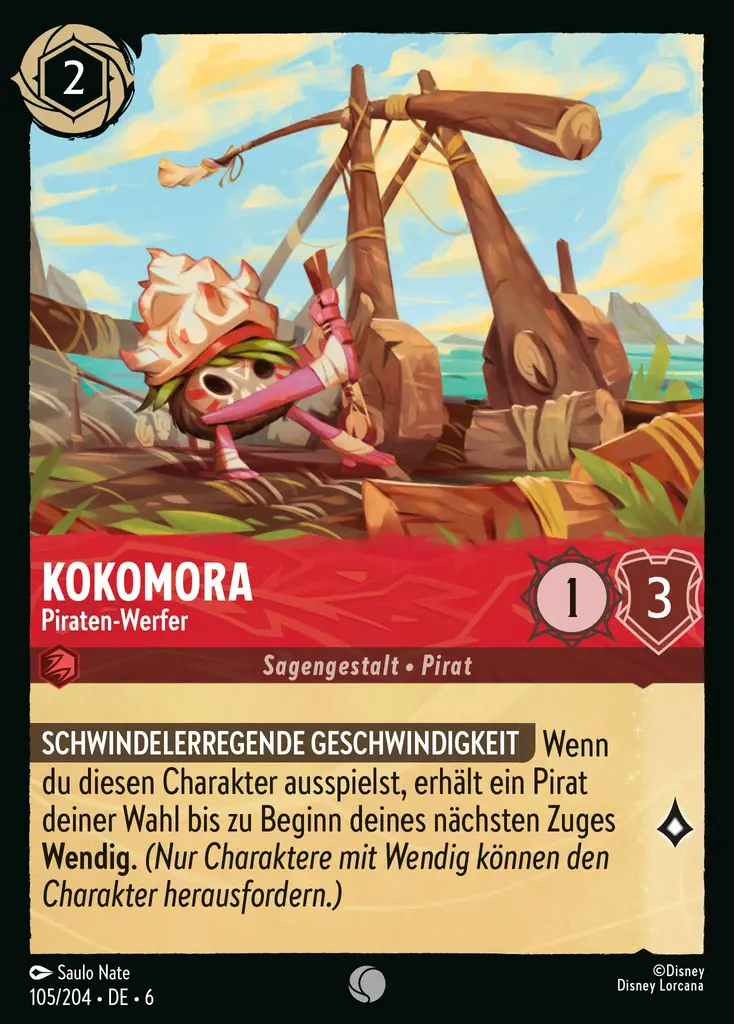 2
KOKOMORA
Piraten-Werfer
1
3
Sagengestalt • Pirat
SCHWINDELERREGENDE GESCHWINDIGKEIT Wenn
du diesen Charakter ausspielst, erhält ein Pirat
deiner Wahl bis zu Beginn deines nächsten Zuges
Wendig. (Nur Charaktere mit Wendig können den
Charakter herausfordern.)
Saulo Nate
105/204 • DE • 6
©Disney
Disney Lorcana